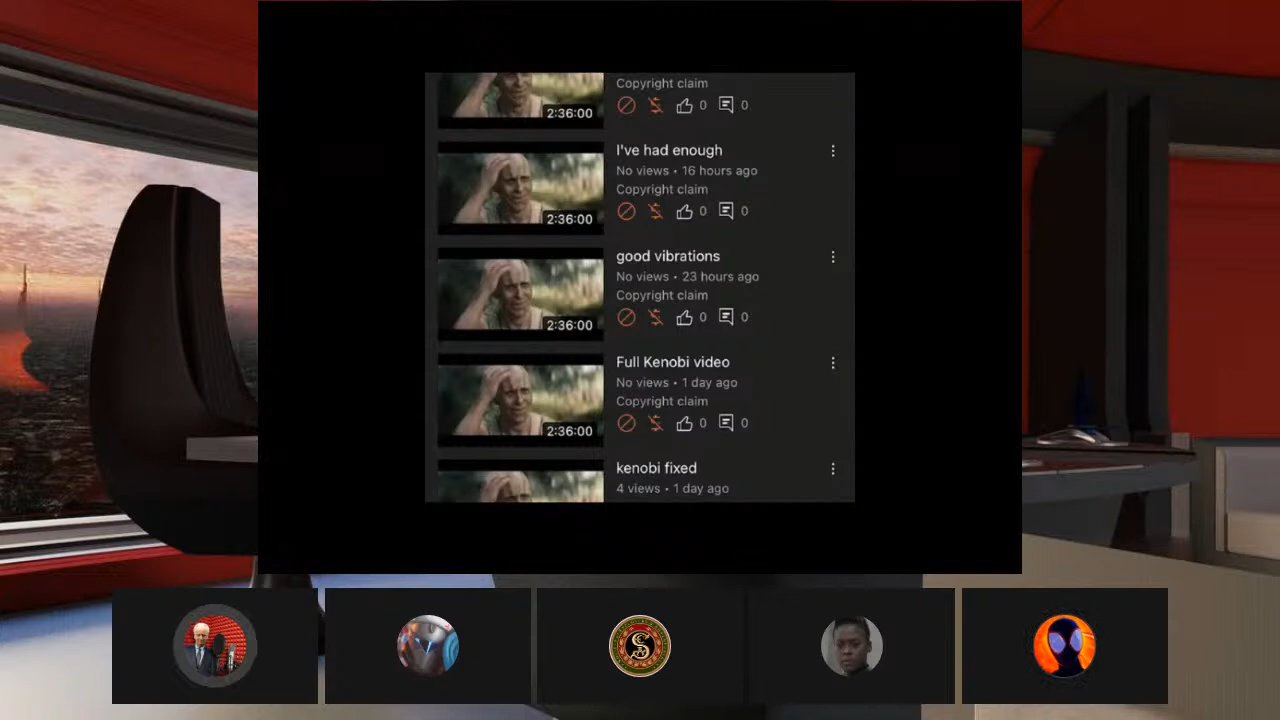 Copyright claim
2:36:00
0 0
I've had enough
No views • 16 hours ago
Copyright claim
2:36:00
0 0
good vibrations
No views • 23 hours ago
Copyright claim
2:36:00
0 0
Full Kenobi video
No views • 1 day ago
Copyright claim
2:36:00
0 0
kenobi fixed
4 views • 1 day ago